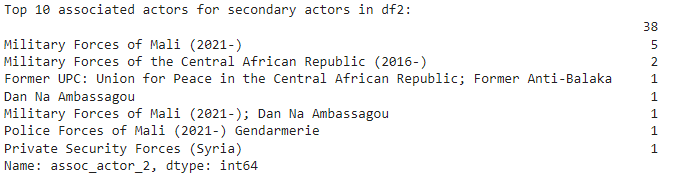 Top 10 associated actors for secondary actors in df2:
38
Military Forces of Mali (2021-) 5
Military Forces of the Central African Republic (2016-) 2
Former UPC: Union for Peace in the Central African Republic; Former Anti-Balaka 1
Dan Na Ambassagou 1
Military Forces of Mali (2021-); Dan Na Ambassagou 1
Police Forces of Mali (2021-) Gendarmerie 1
Private Security Forces (Syria) 1
Name: assoc_actor_2, dtype: int64